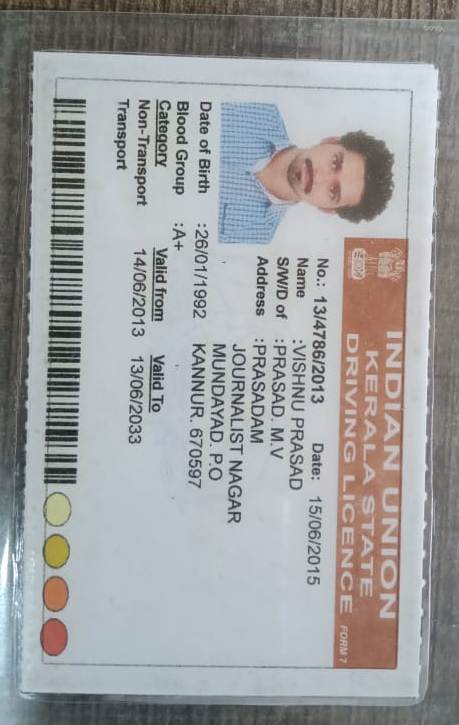 INDIAN UNION
KERALA STATE
DRIVING LICENCE FORM 7
No.: 13/4786/2013 Date: 15/06/2015
Name :VISHNU PRASAD
S/W/D of :PRASAD. M.V
Address :PRASADAM
JOURNALIST NAGAR
MUNDAYAD. P.O
KANNUR. 670597
Date of Birth :26/01/1992
Blood Group :A+
Category Valid from Valid To
Non-Transport 14/06/2013 13/06/2033
Transport